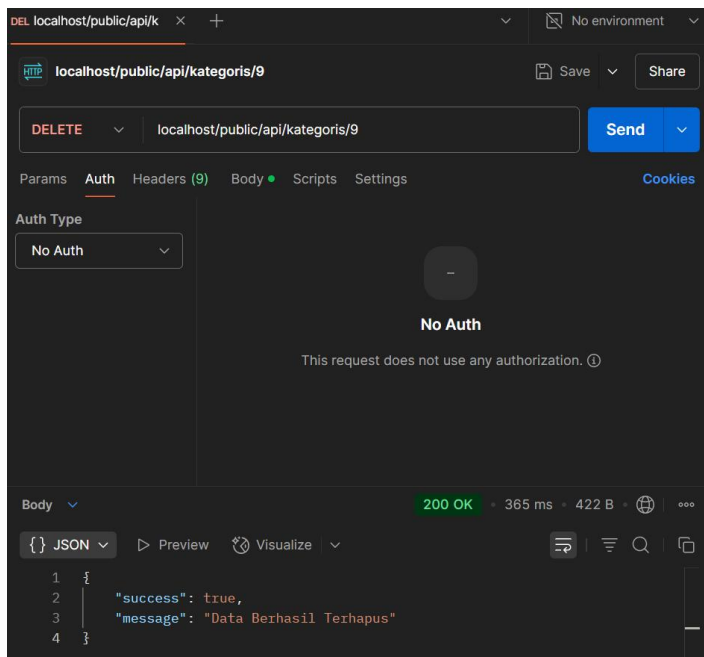 DEL localhost/public/api/k
No environment
HTTP localhost/public/api/kategoris/9 Save Share
DELETE localhost/public/api/kategoris/9 Send
Params Auth Headers (9) Body Scripts Settings Cookies
Auth Type
No Auth
No Auth
This request does not use any authorization.
Body 200 OK 365 ms 422 B
{} JSON Preview Visualize
1 {
2 "success": true,
3 "message": "Data Berhasil Terhapus"
4 }